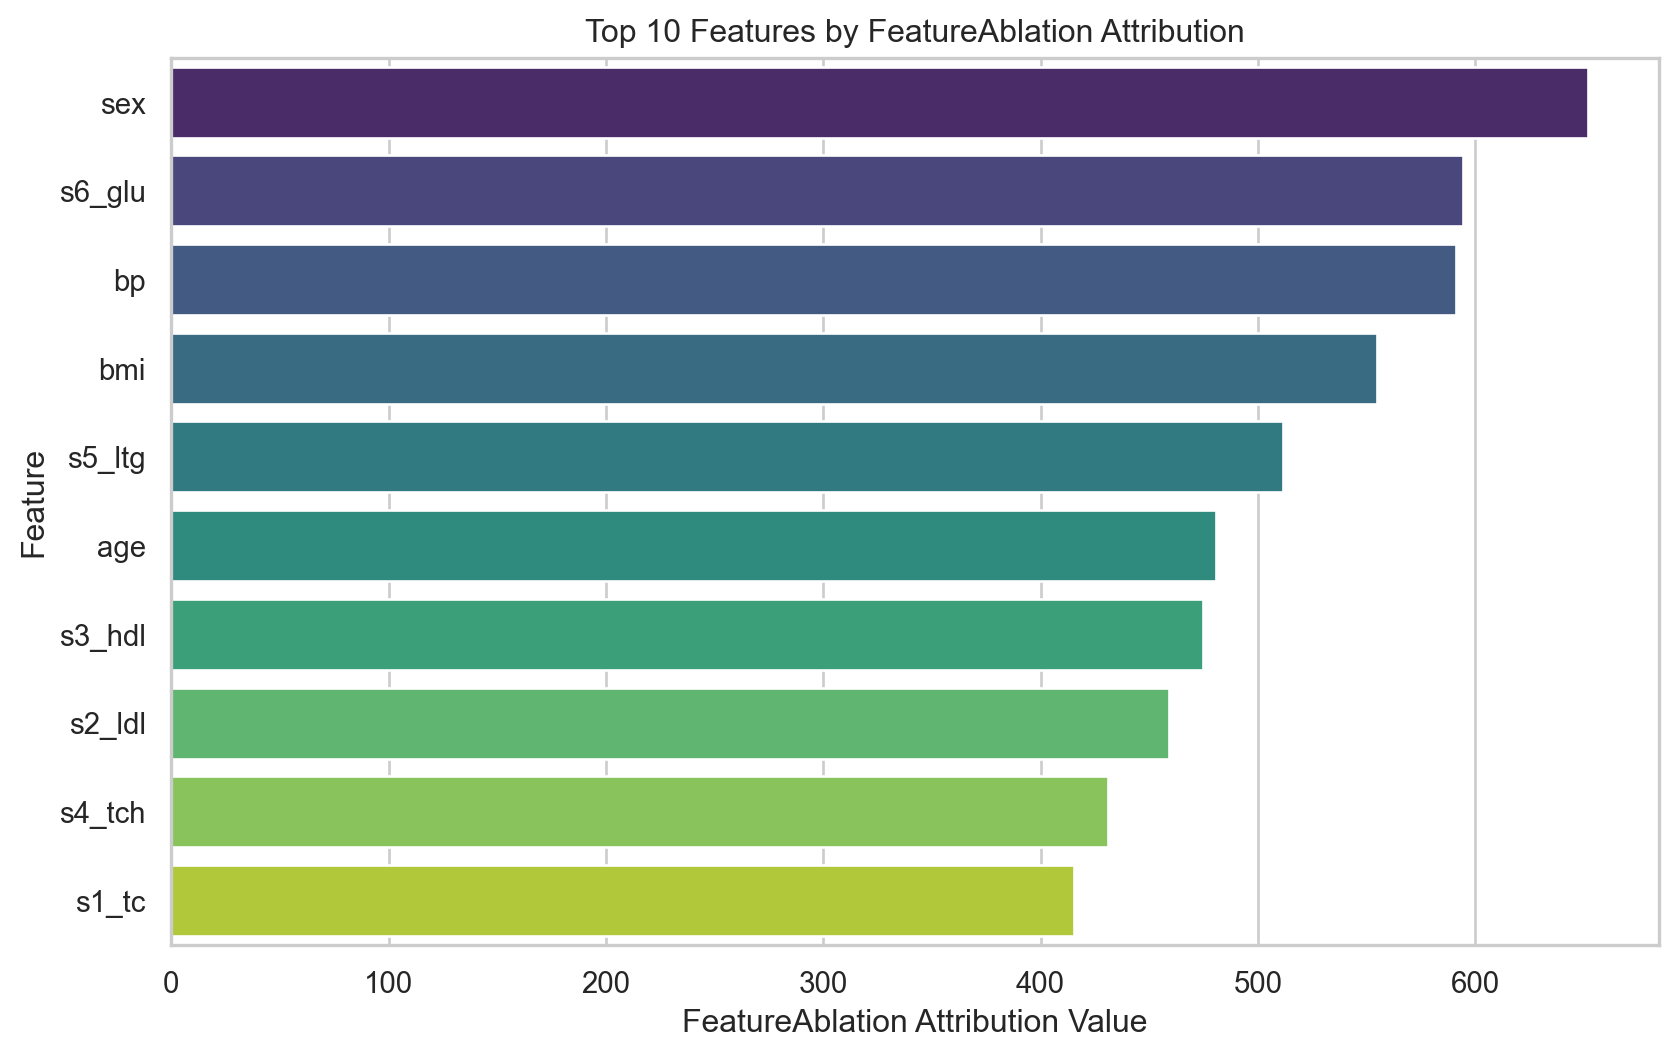 Top 10 Features by FeatureAblation Attribution
sex
s6_glu
bp
bmi
s5_ltg
age
s3_hdl
s2_ldl
s4_tch
s1_tc
Feature
0 100 200 300 400 500 600
FeatureAblation Attribution Value